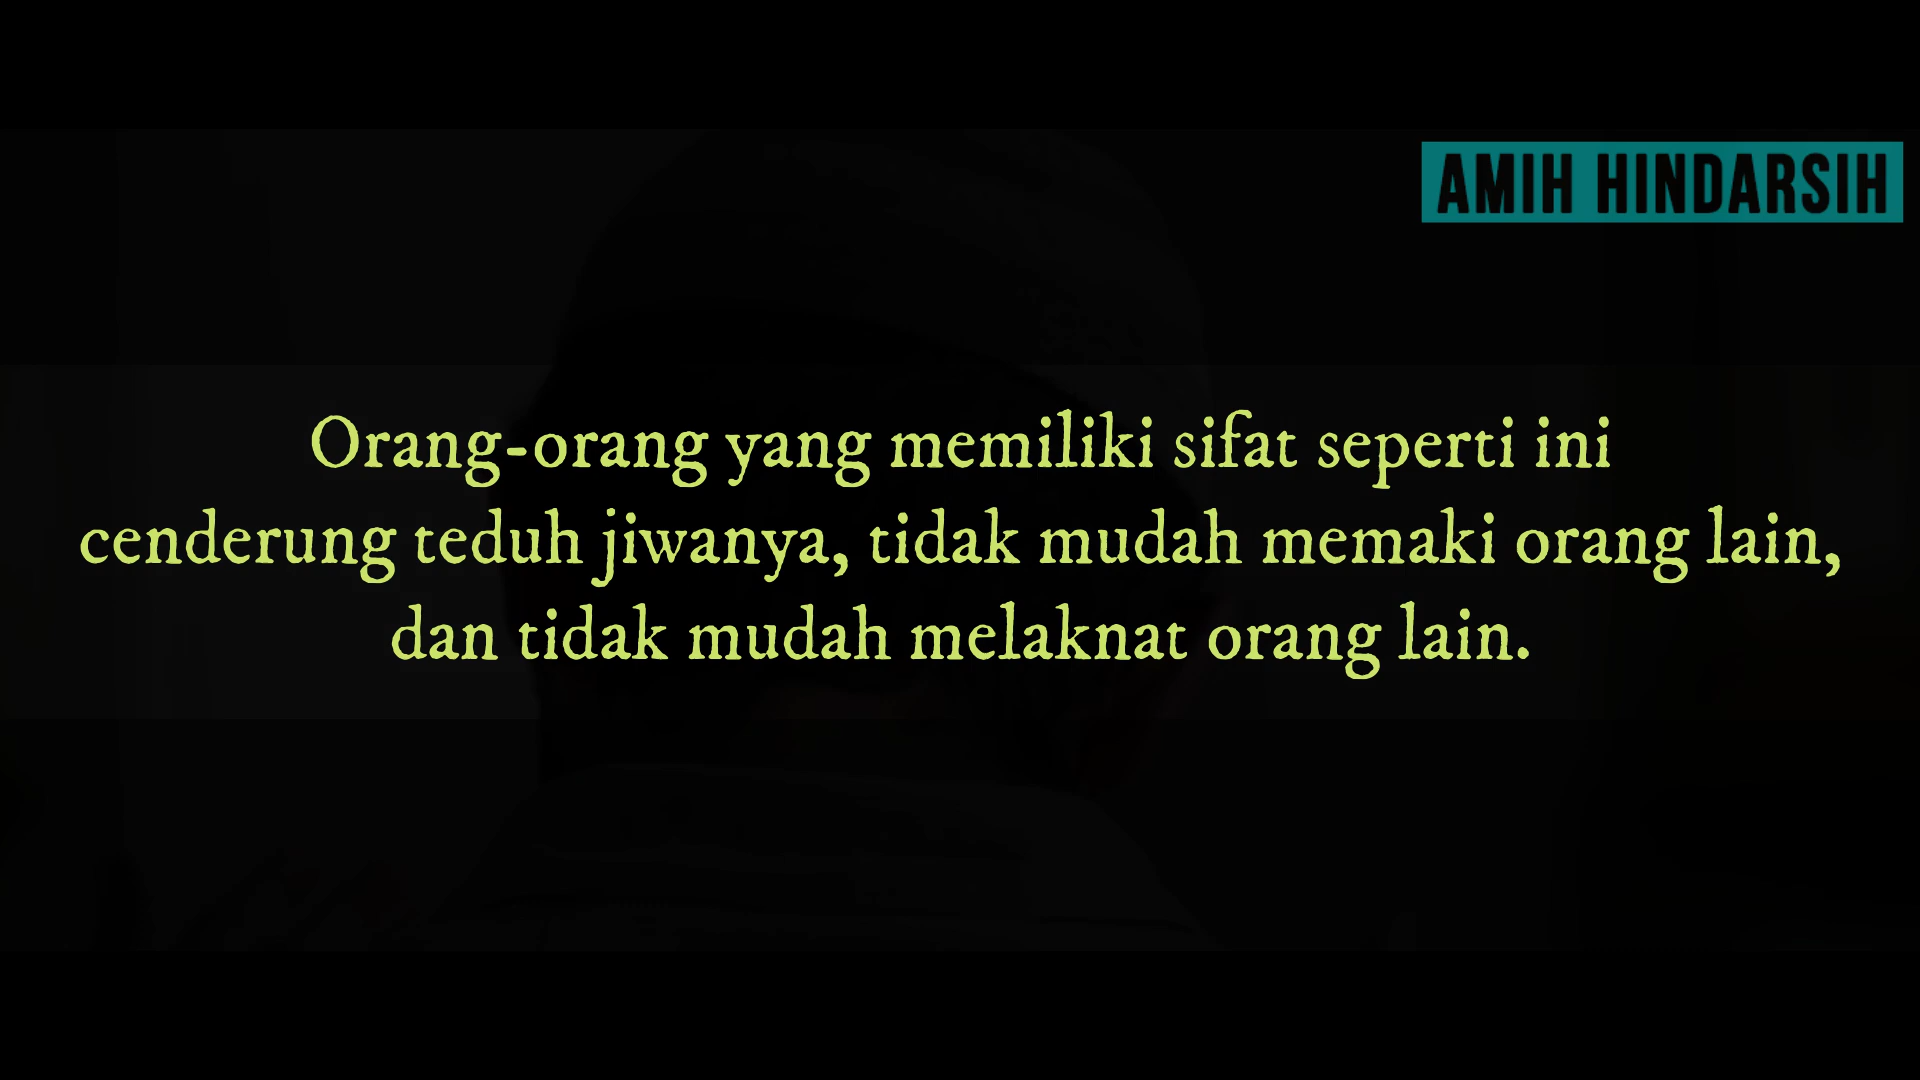 AMIH HINDARSIH
Orang-orang yang memiliki sifat seperti ini
cenderung teduh jiwanya, tidak mudah memaki orang lain,
dan tidak mudah melaknat orang lain.